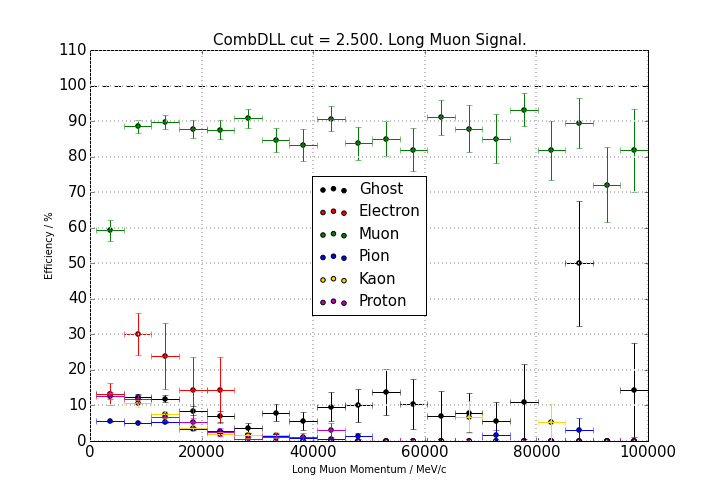 CombDLL cut = 2.500. Long Muon Signal.
110
100
90
80
70
60
50
40
30
20
10
0
Efficiency / %
Ghost
Electron
Muon
Pion
Kaon
Proton
0 20000 40000 60000 80000 100000
Long Muon Momentum / MeV/c